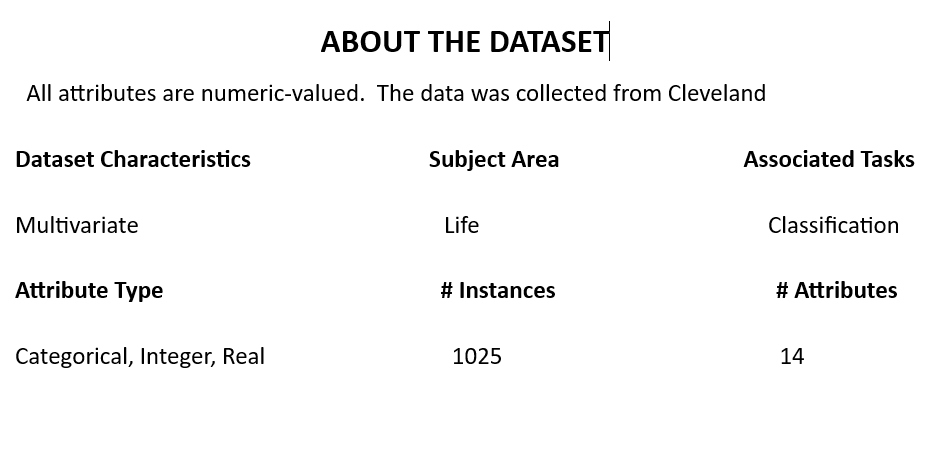 ABOUT THE DATASET
All attributes are numeric-valued.  The data was collected from Cleveland
Dataset Characteristics Subject Area Associated Tasks
Multivariate Life Classification
Attribute Type # Instances # Attributes
Categorical, Integer, Real 1025 14